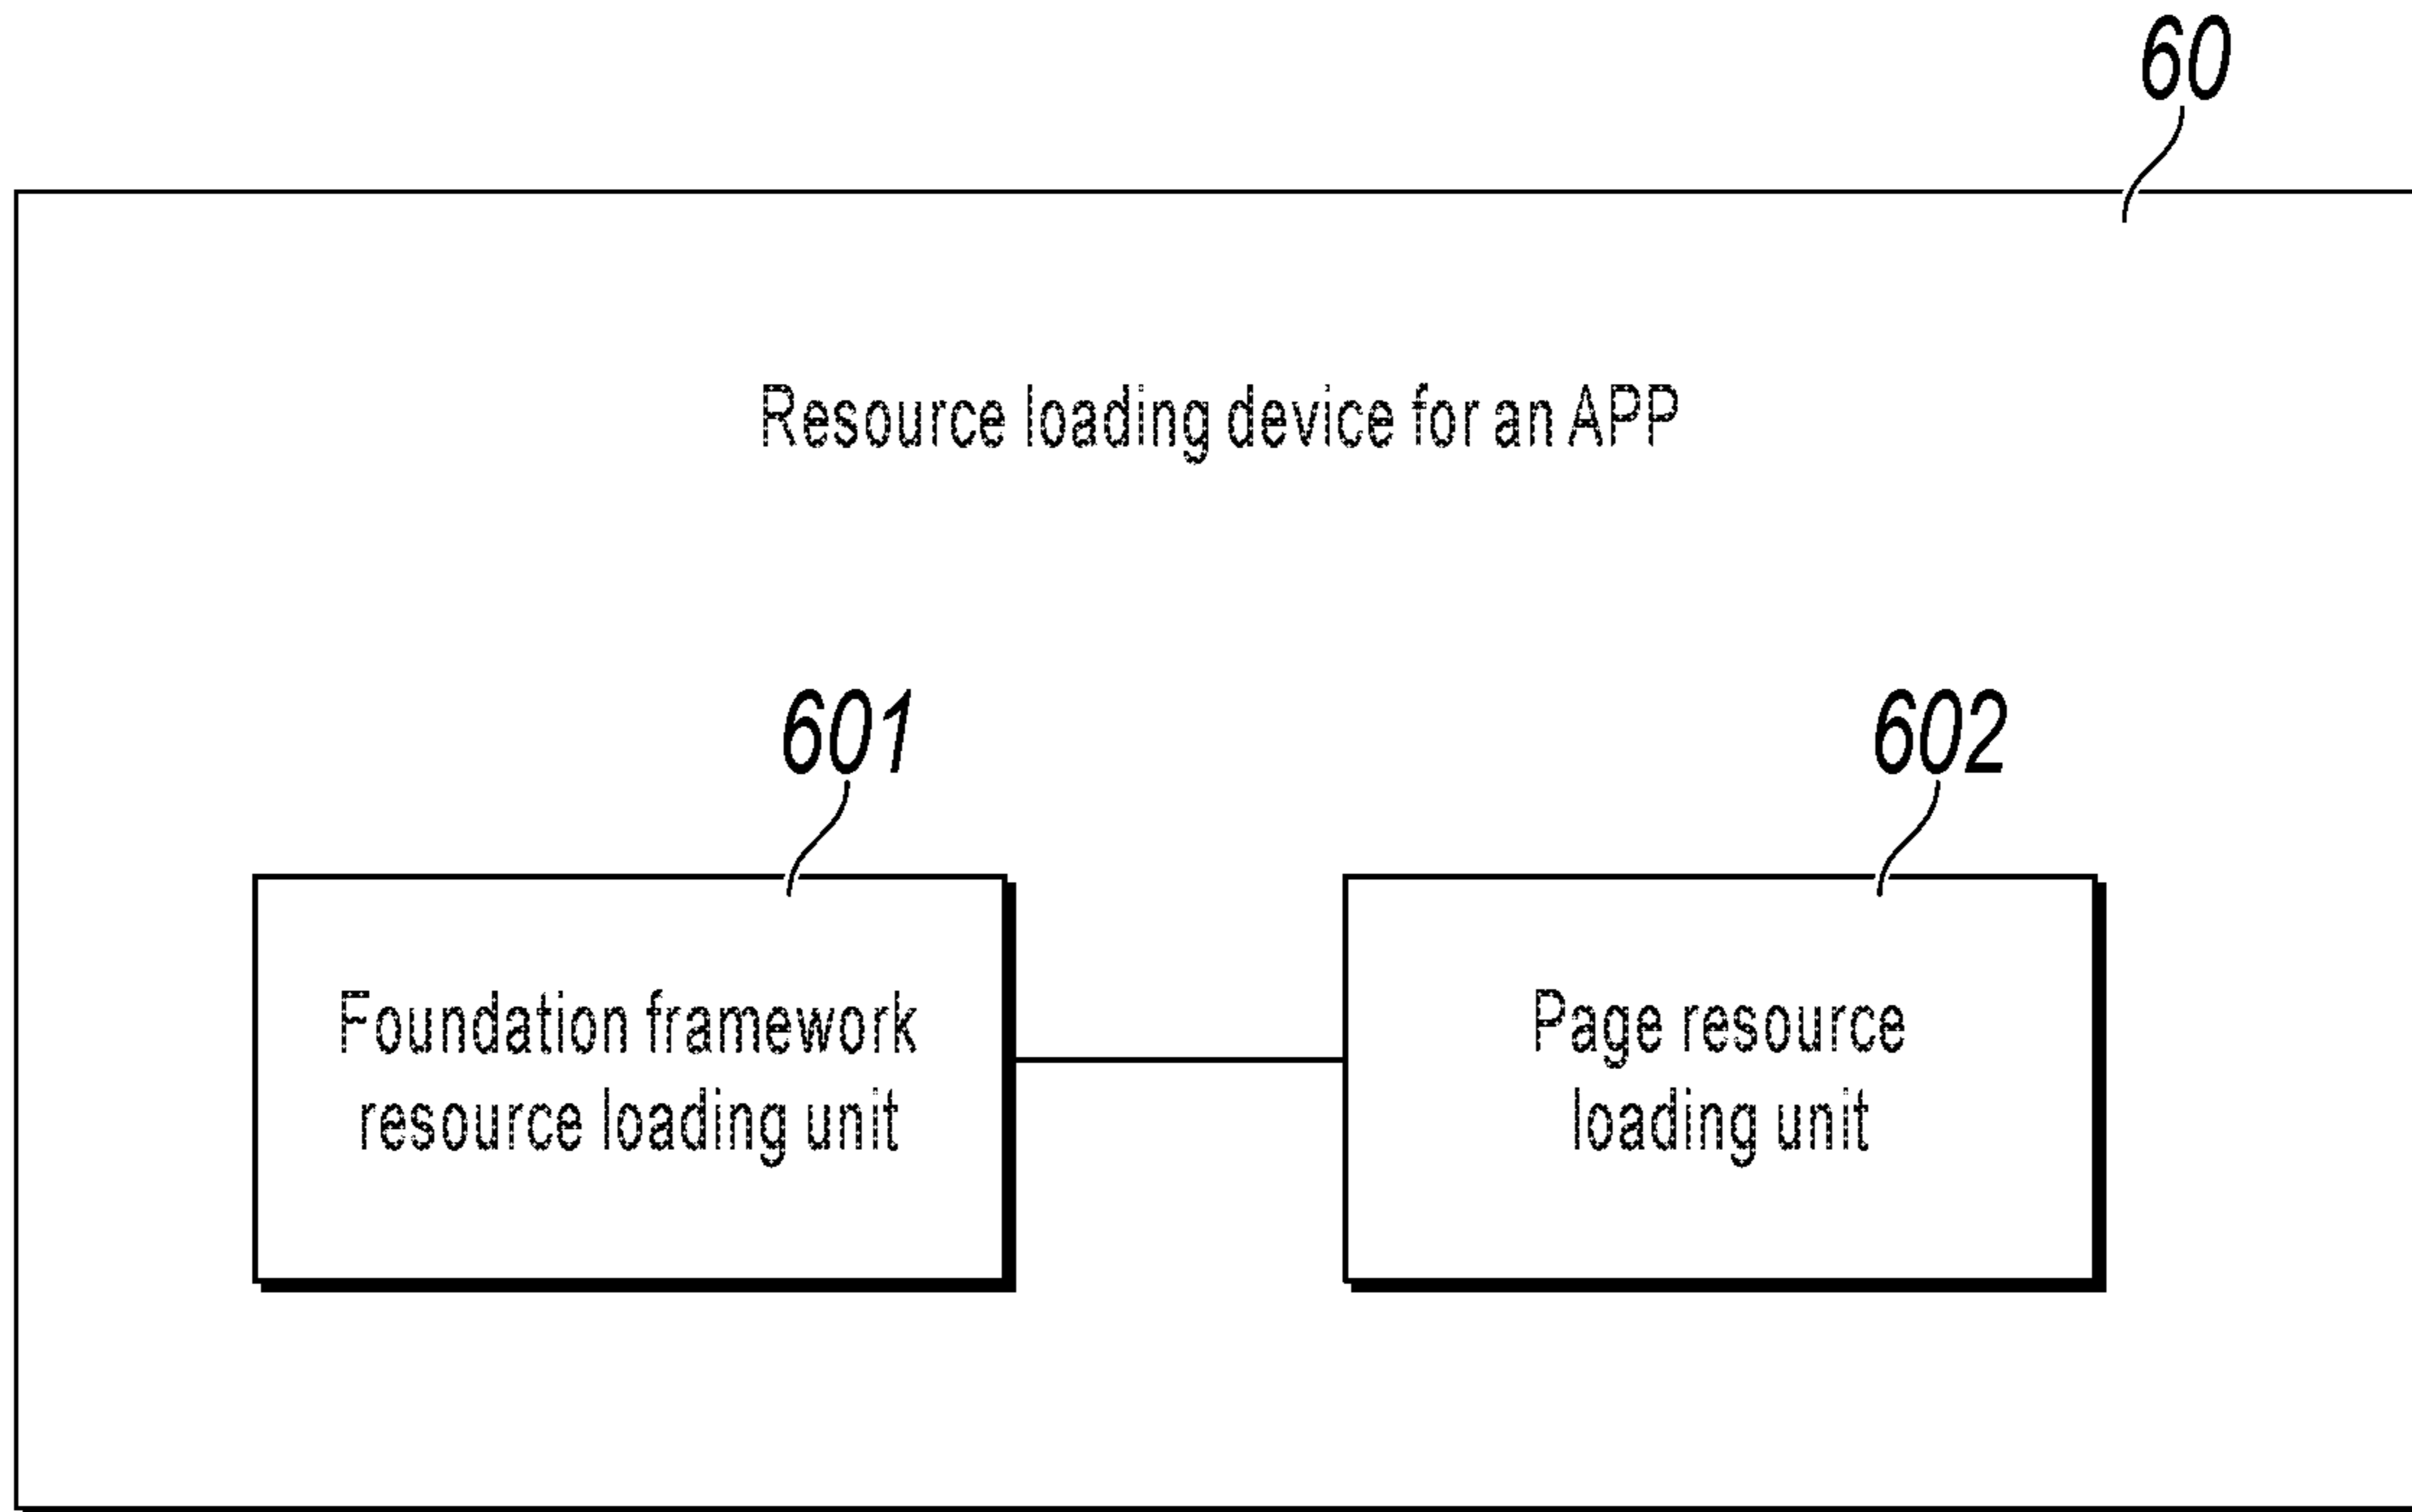 60
Resource loading device for an APP
601
602
Foundation framework
resource loading unit
Page resource
loading unit